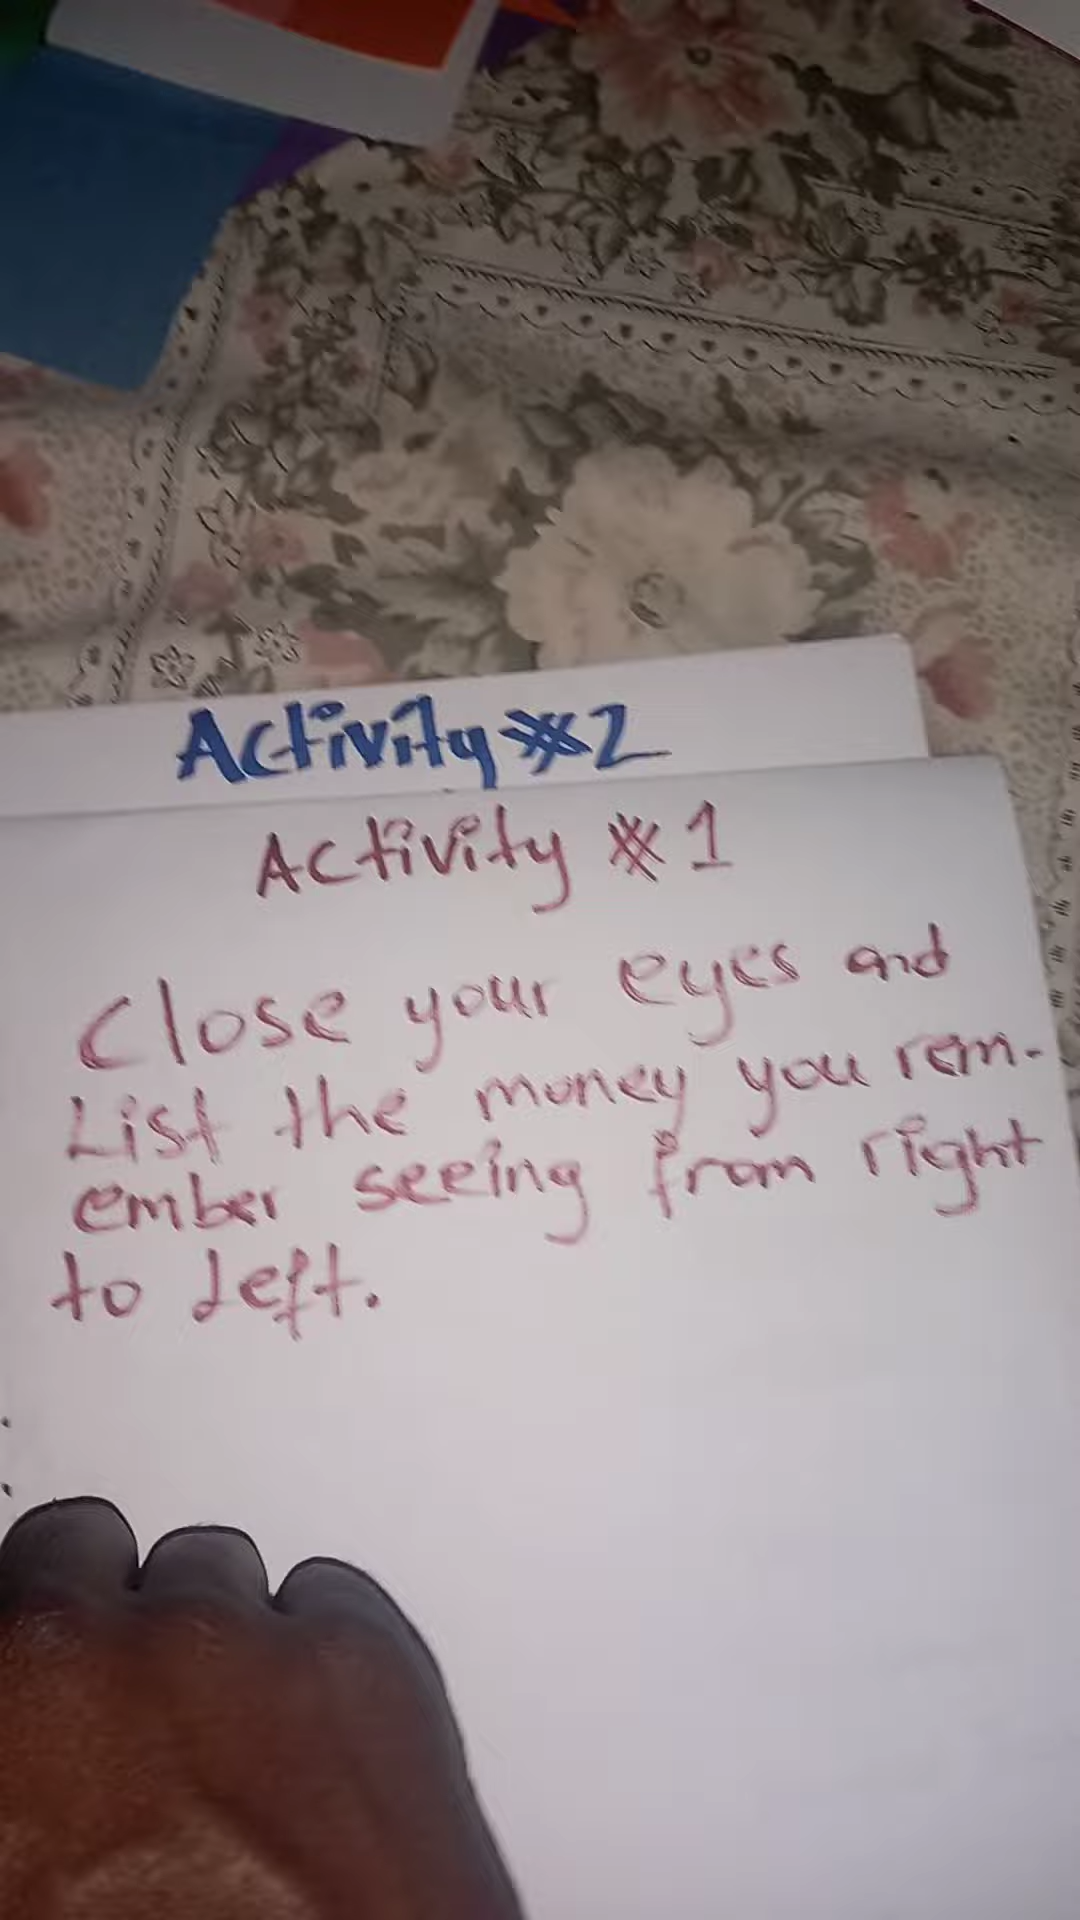 Activity #2
Activity #1
Close your eyes and
List the money you rem-
ember seeing from right
to left.